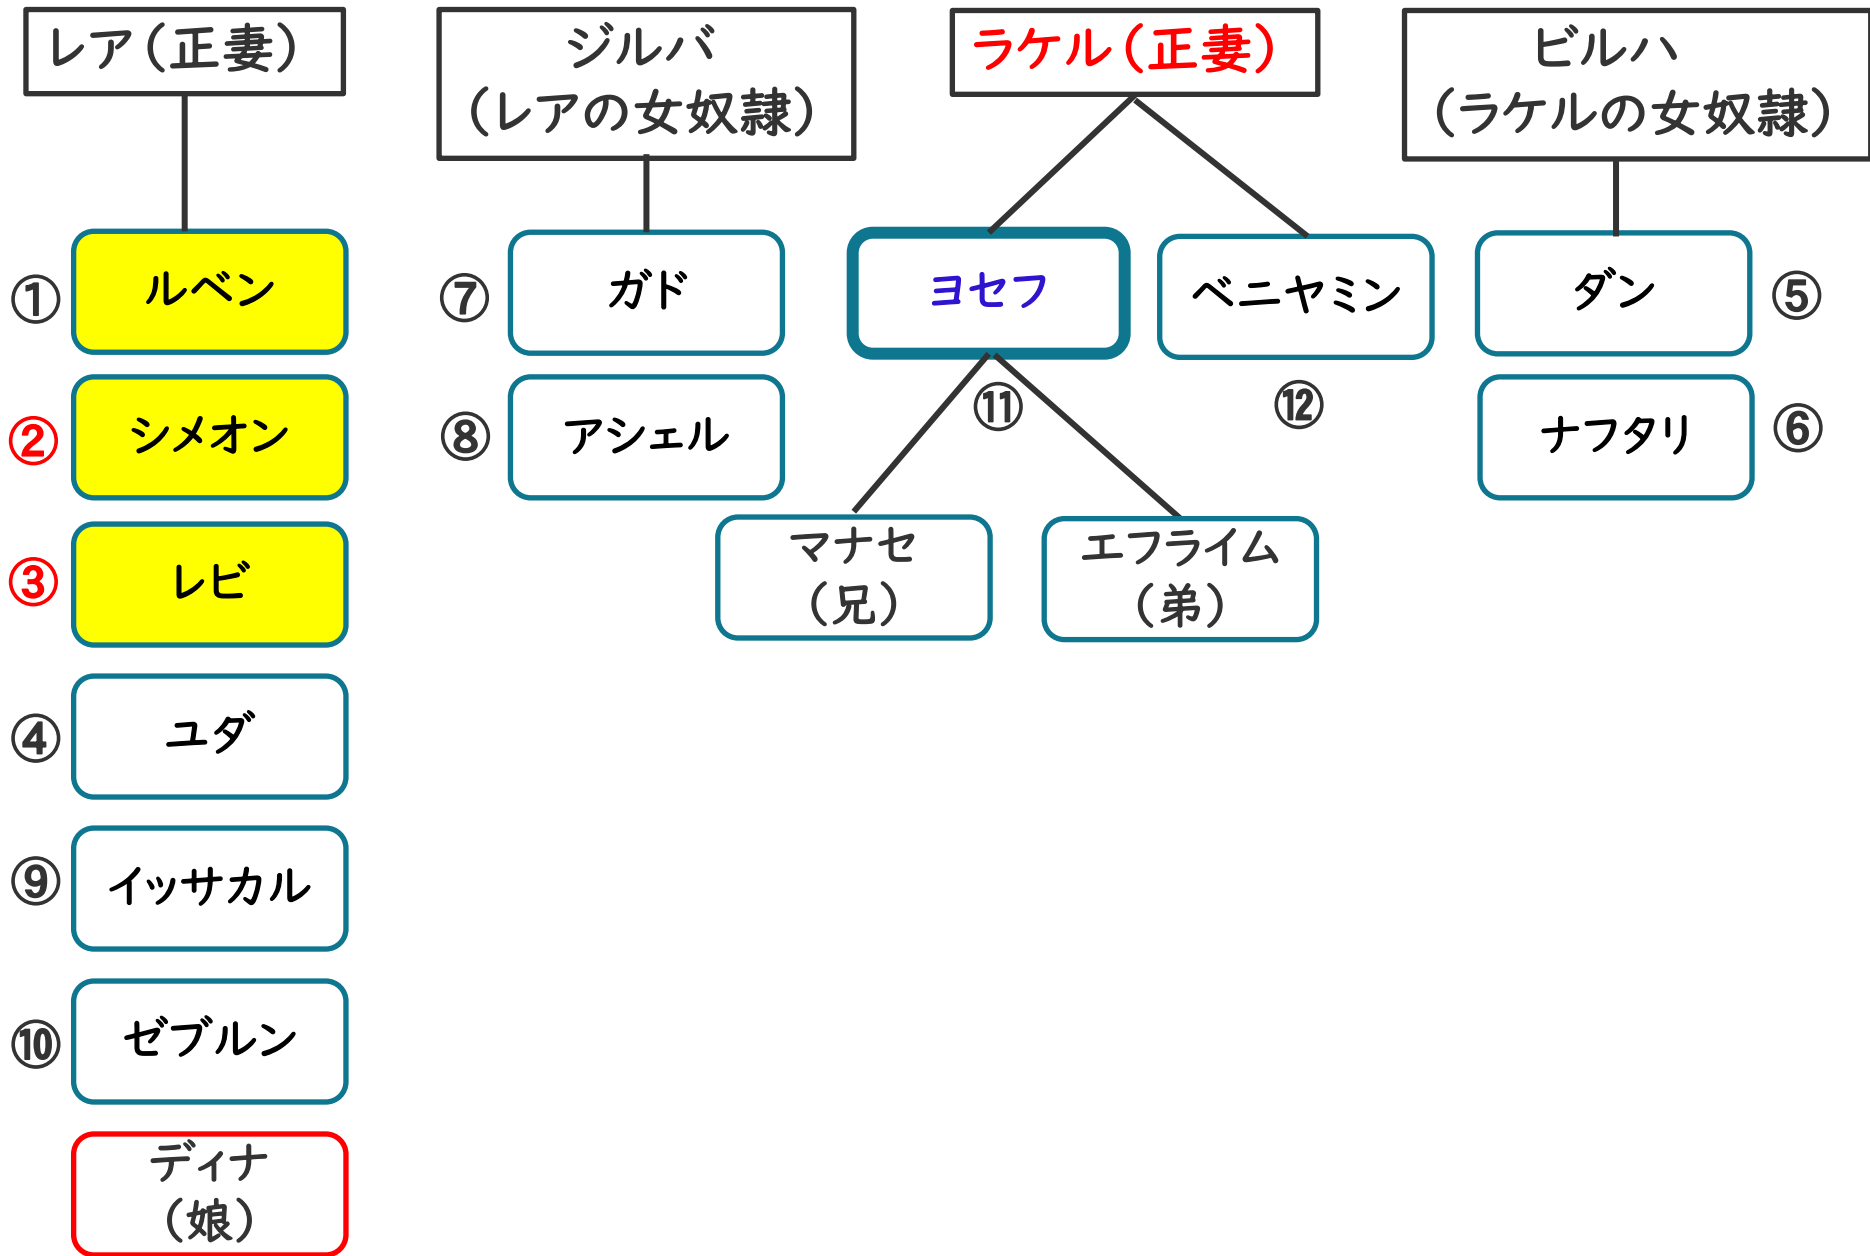 レア(正妻)
ジルバ
(レアの女奴隷)
ラケル(正妻)
ビルハ
(ラケルの女奴隷)
① ルベン
② シメオン
③ レビ
④ ユダ
⑨ イッサカル
⑩ ゼブルン
ディナ
(娘)
⑦ ガド
⑧ アシェル
ヨセフ
⑪
マナセ
(兄)
エフライム
(弟)
ベニヤミン
⑫
ダン ⑤
ナフタリ ⑥